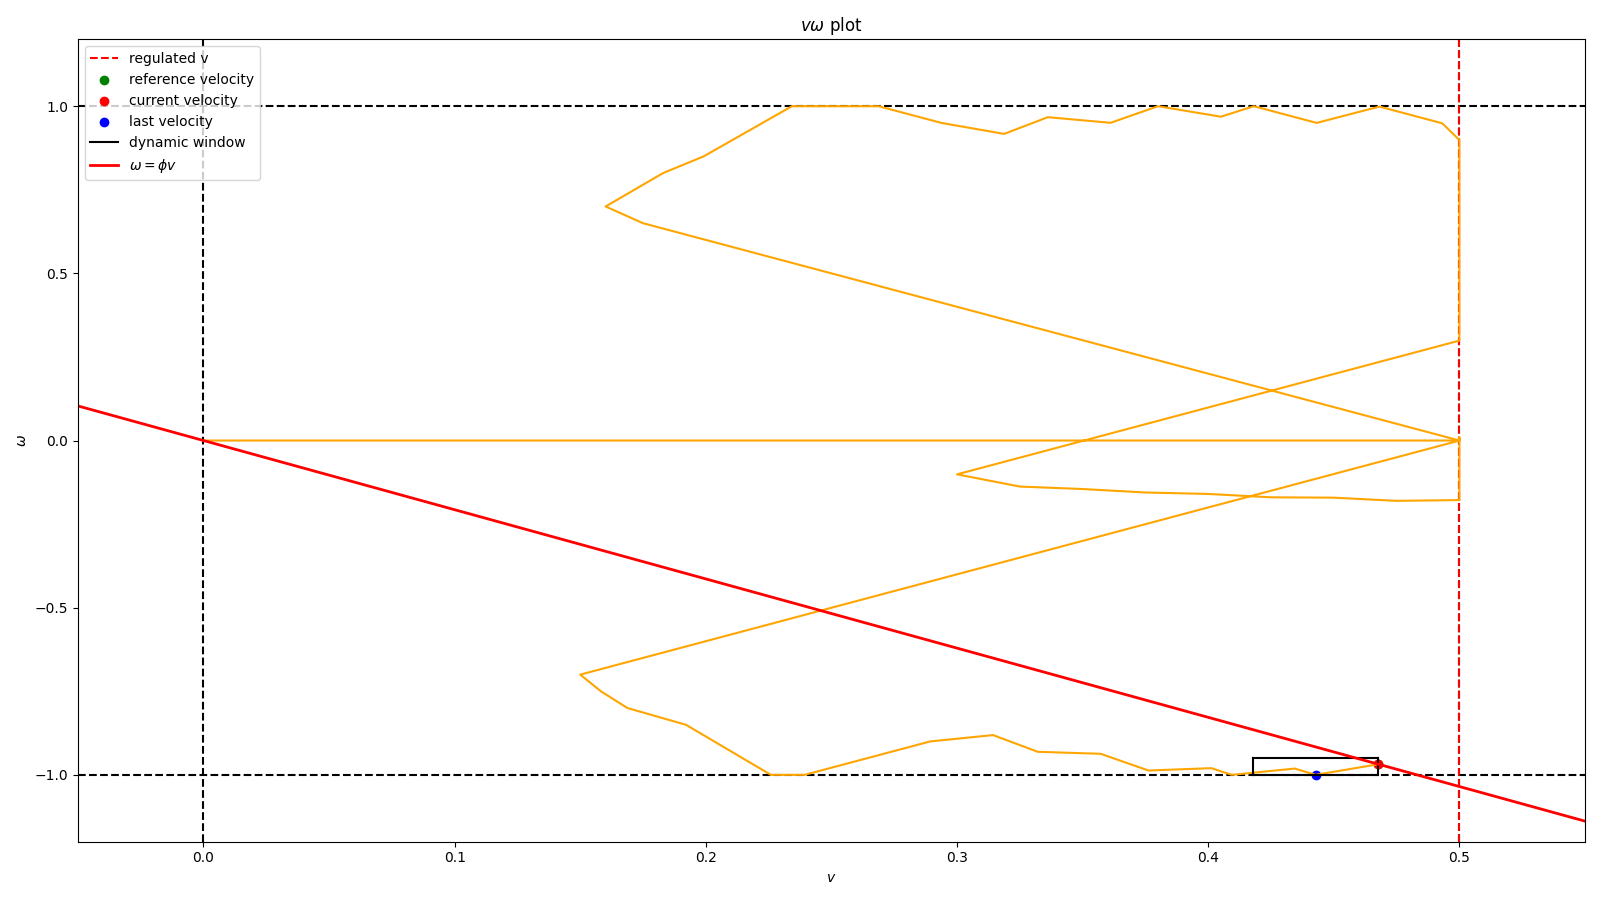 vω plot
regulated v
reference velocity
current velocity
last velocity
dynamic window
ω = ϕv
1.0
0.5
0.0
−0.5
−1.0
ω
0.0 0.1 0.2 0.3 0.4 0.5
v